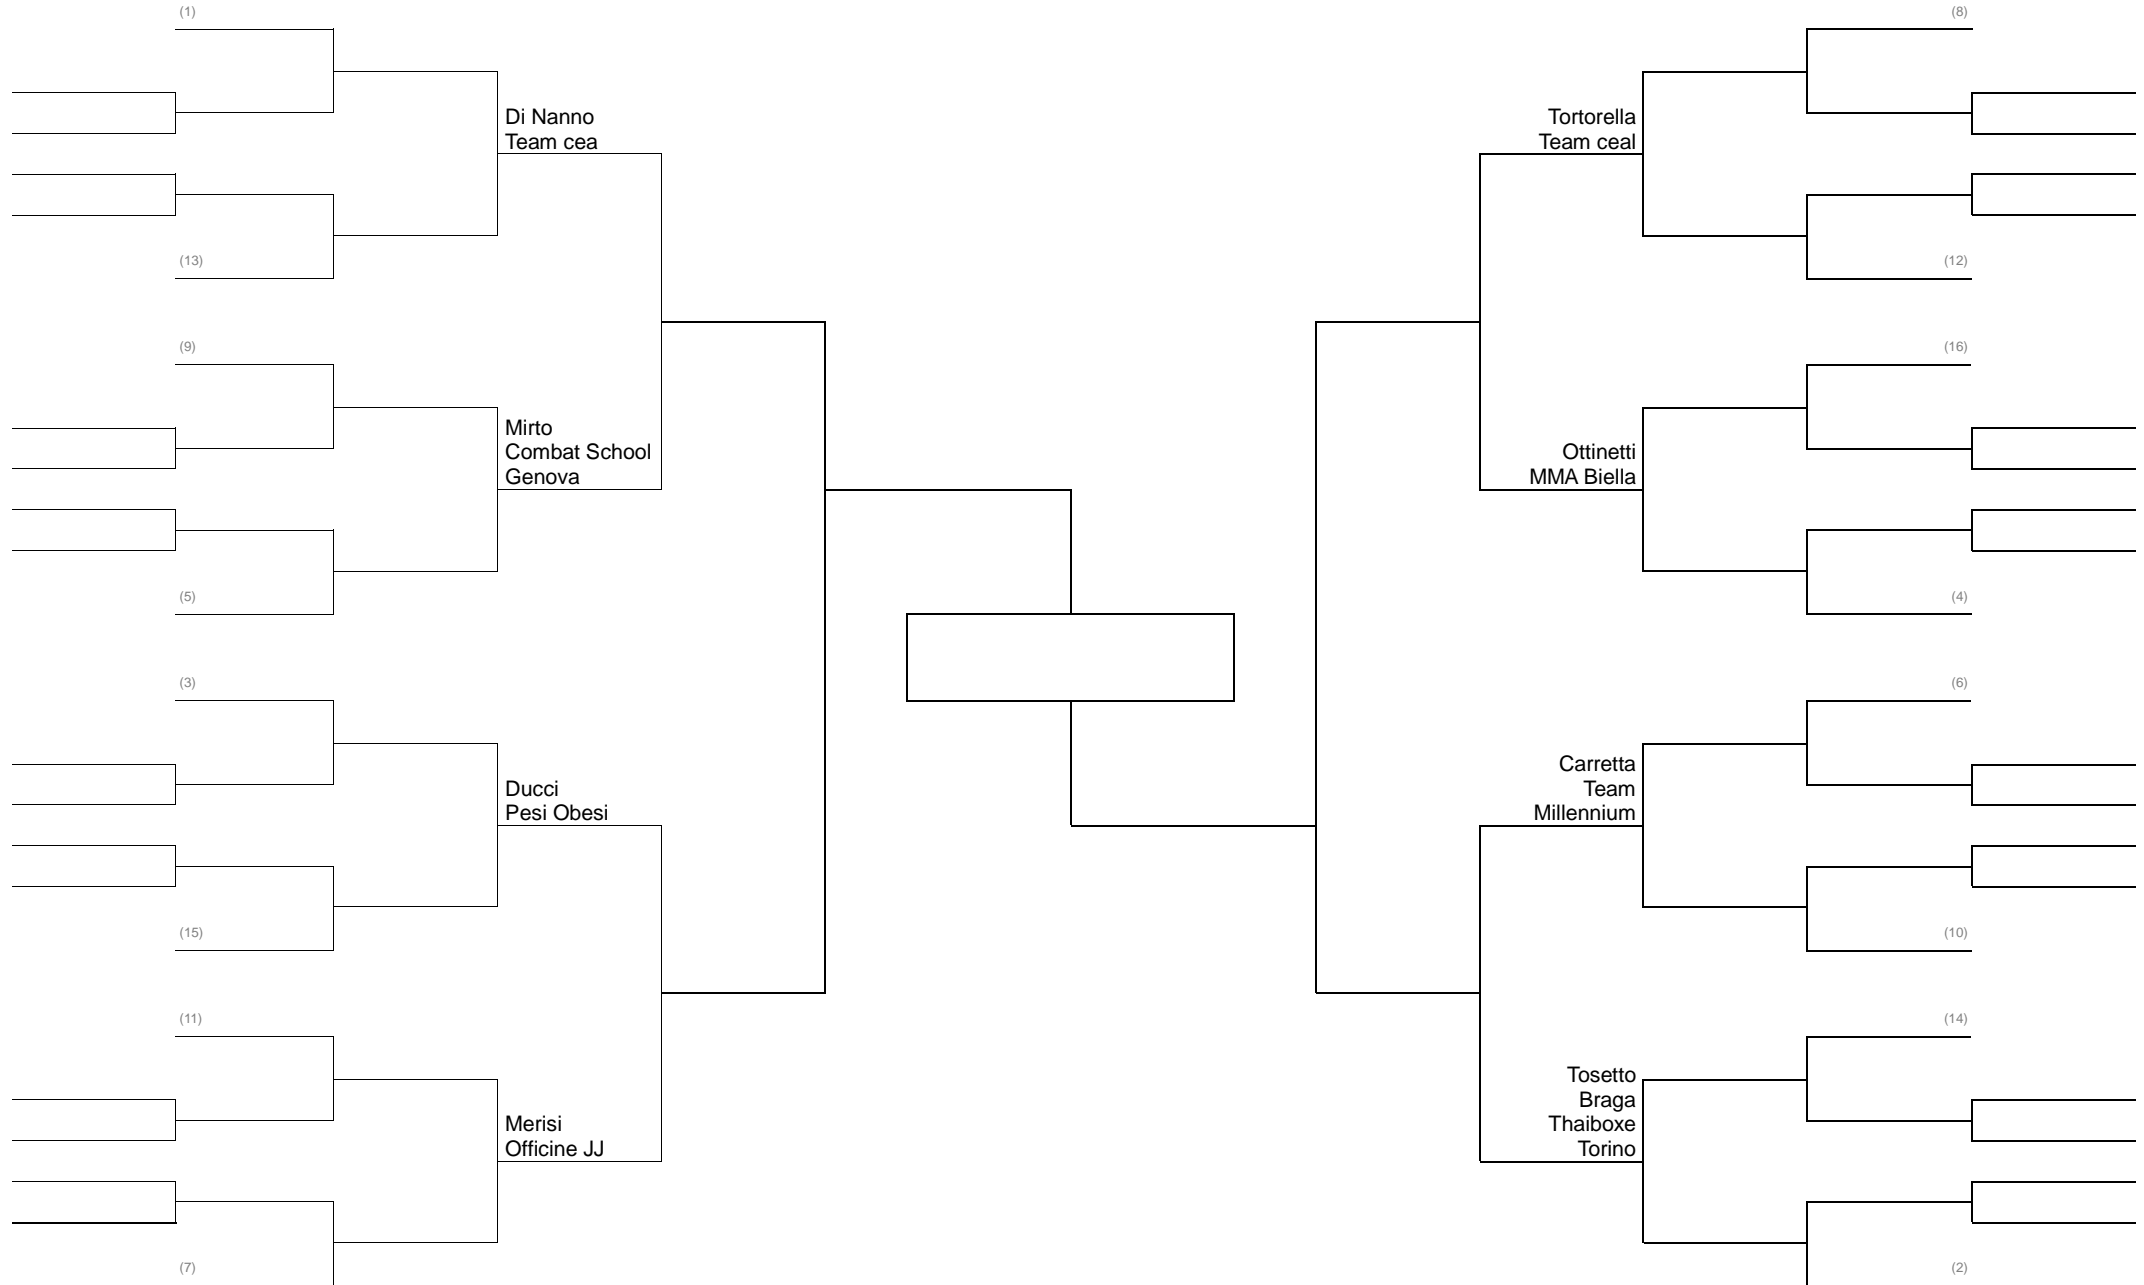 (1)
(8)
Di Nanno
Team cea
Tortorella
Team ceal
(13)
(12)
(9)
(16)
Mirto
Combat School
Genova
Ottinetti
MMA Biella
(5)
(4)
(3)
(6)
Ducci
Pesi Obesi
Carretta
Team
Millennium
(15)
(10)
(11)
(14)
Merisi
Officine JJ
Tosetto
Braga
Thaiboxe
Torino
(7)
(2)